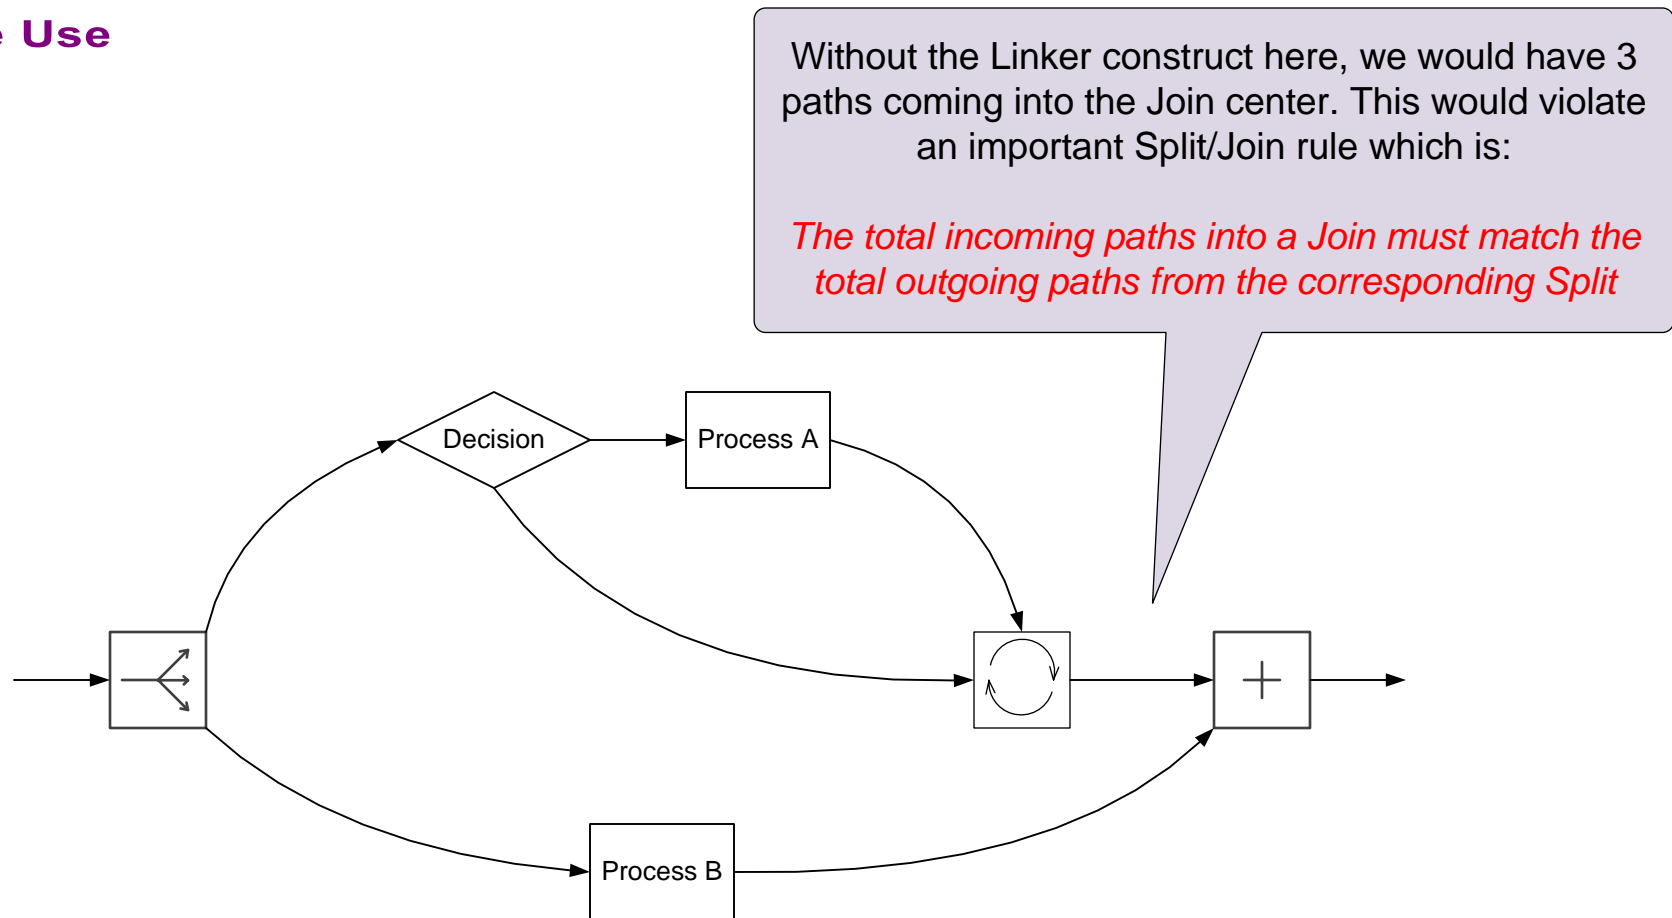 Use
Without the Linker construct here, we would have 3
paths coming into the Join center. This would violate
an important Split/Join rule which is:
The total incoming paths into a Join must match the
total outgoing paths from the corresponding Split
Decision
Process A
Process B